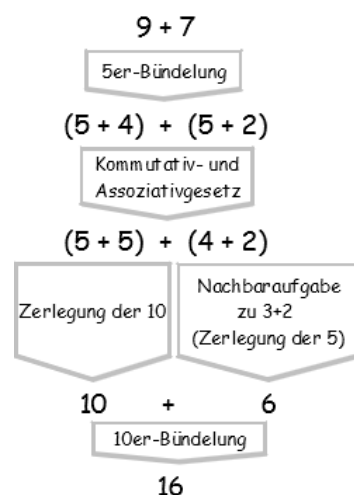 9 + 7
5er-Bündelung
(5 + 4) + (5 + 2)
Kommutativ- und
Assoziativgesetz
(5 + 5) + (4 + 2)
Zerlegung der 10
Nachbaraufgabe
zu 3+2
(Zerlegung der 5)
10 + 6
10er-Bündelung
16